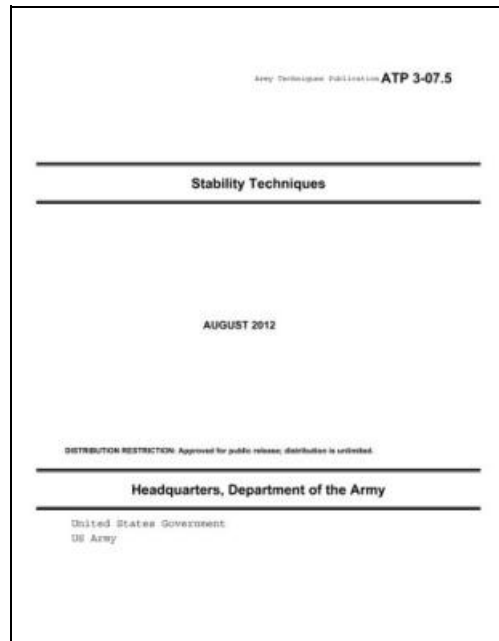 Army Techniques Publication ATP 3-07.5
Stability Techniques
AUGUST 2012
DISTRIBUTION RESTRICTION: Approved for public release; distribution is unlimited.
Headquarters, Department of the Army
United States Government
US Army